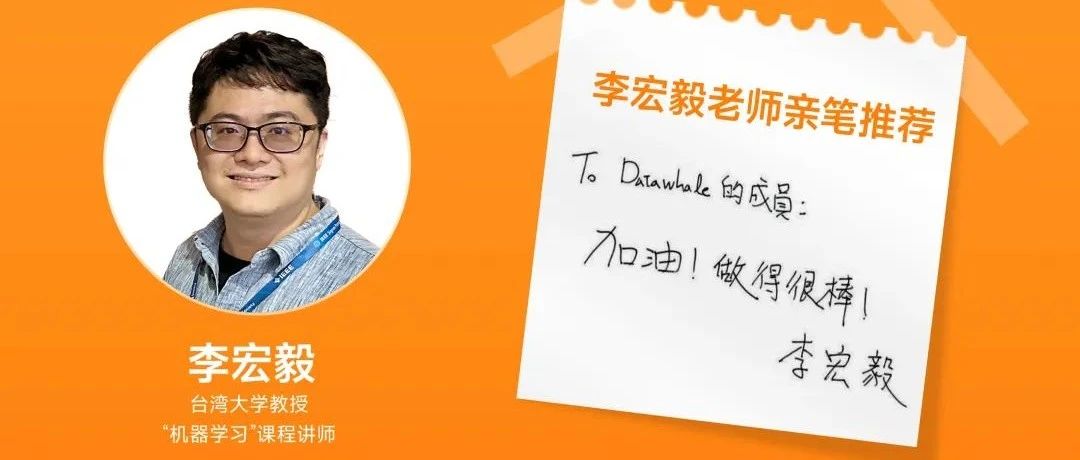 李宏毅
台湾大学教授
“机器学习”课程讲师
李宏毅老师亲笔推荐
To Datawhale 的成員：
加油！做得很棒！
李宏毅
IEEE